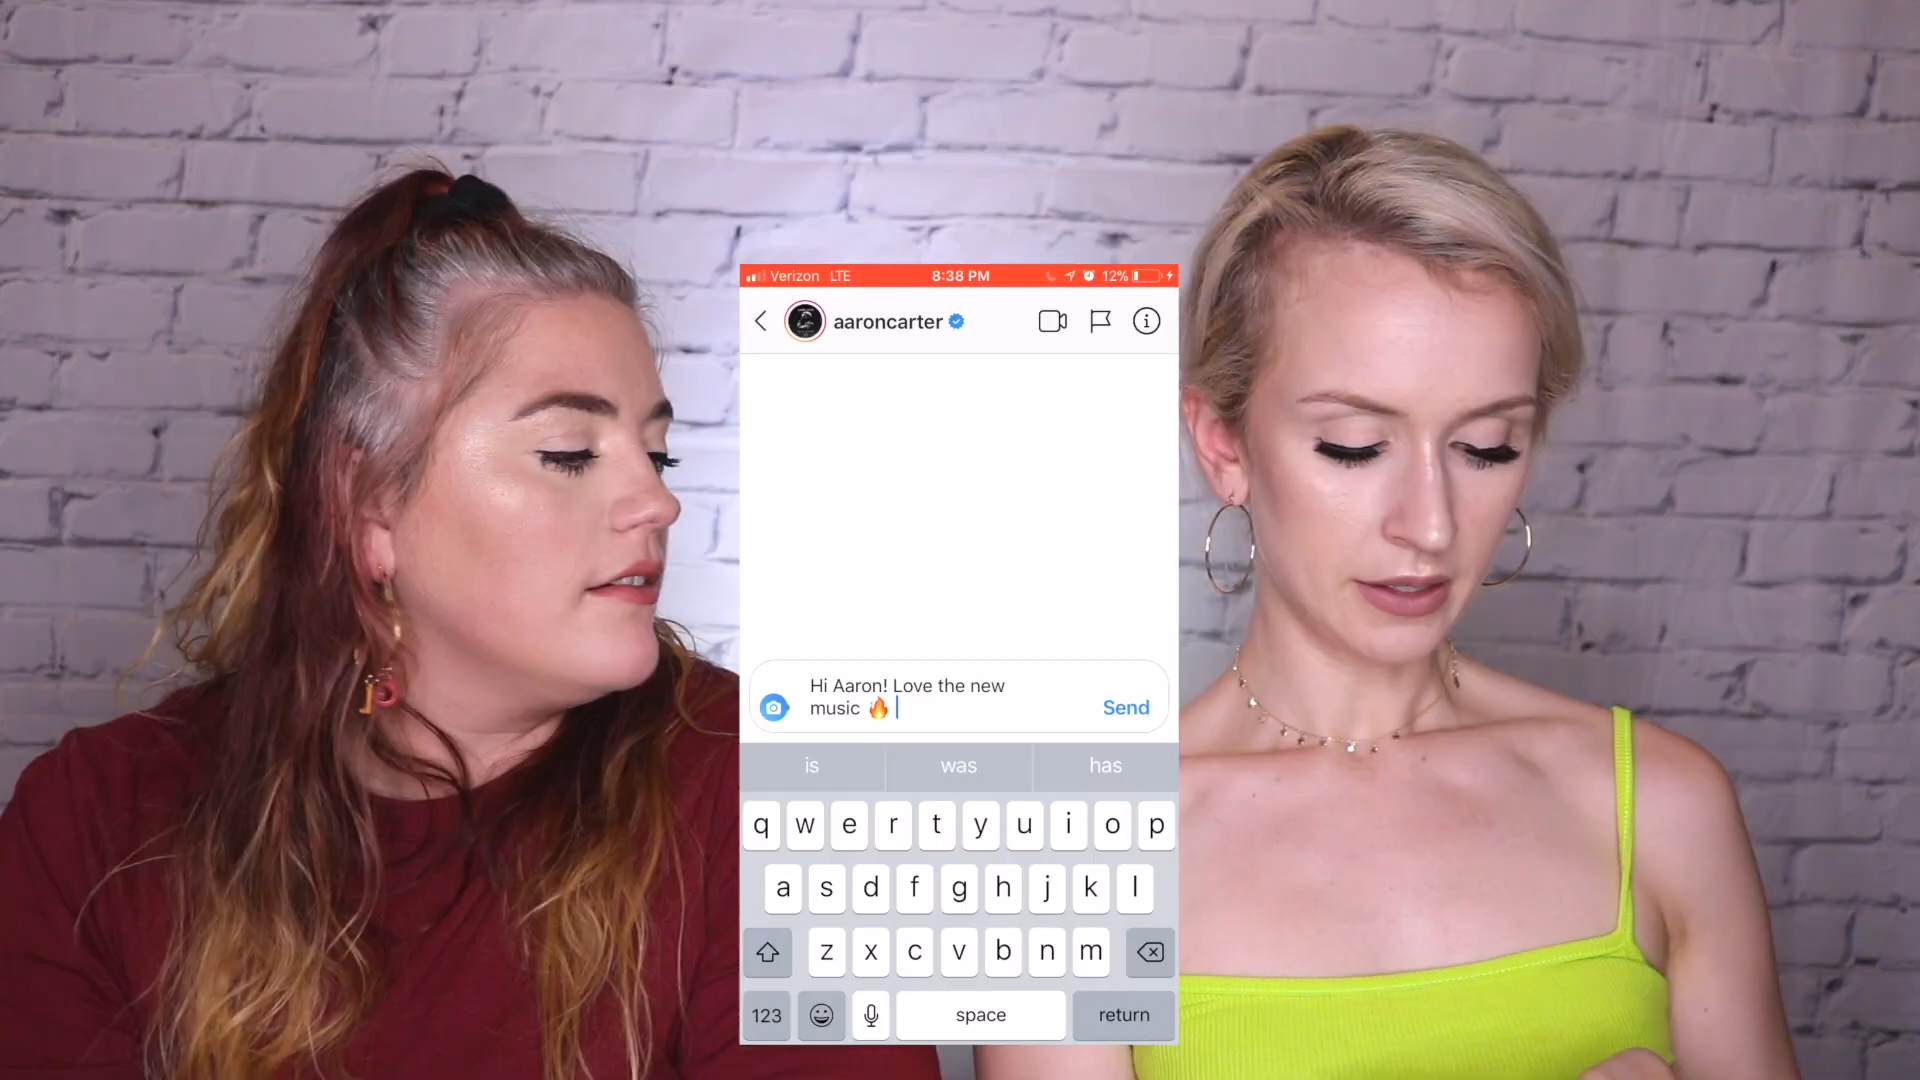 Verizon LTE 8:38 PM 12%
aaroncarter
Hi Aaron! Love the new
music 🔥
Send
is was has
q w e r t y u i o p
a s d f g h j k l
z x c v b n m
123 space return